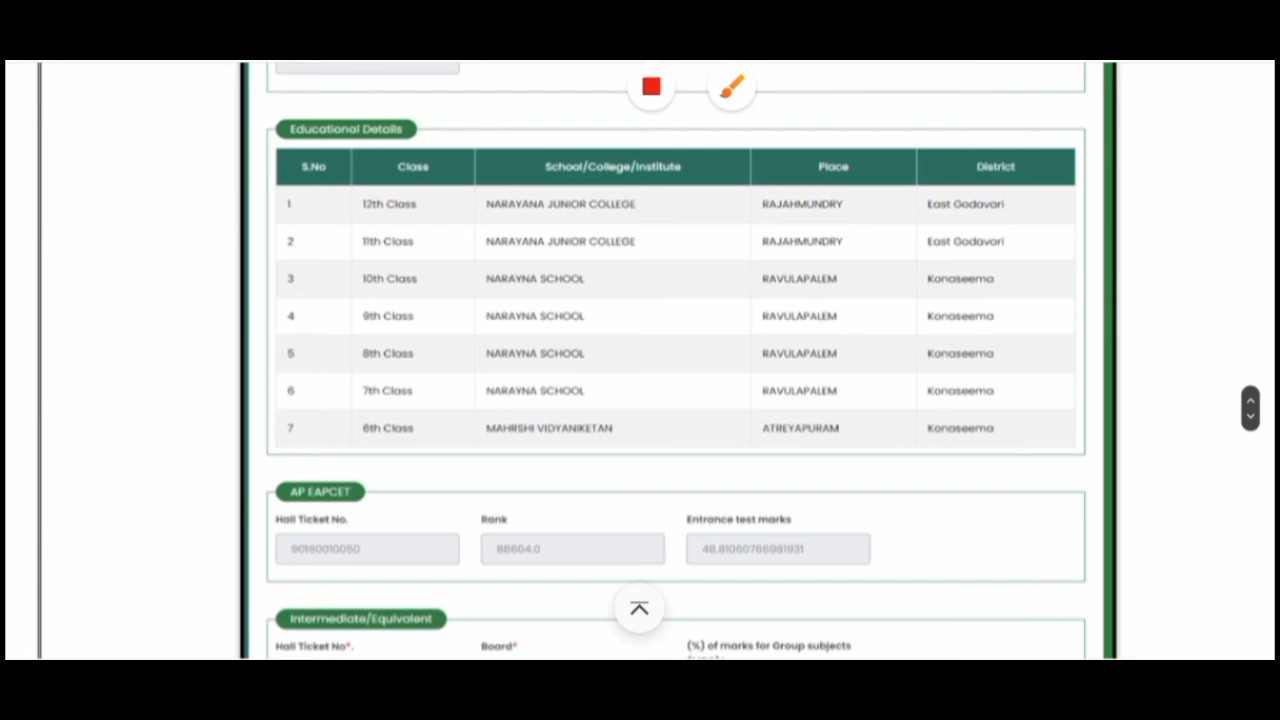 Educational Details
S.No Class School/College/Institute Place District
1 12th Class NARAYANA JUNIOR COLLEGE RAJAHMUNDRY East Godavari
2 11th Class NARAYANA JUNIOR COLLEGE RAJAHMUNDRY East Godavari
3 10th Class NARAYNA SCHOOL RAVULAPALEM Konaseema
4 9th Class NARAYNA SCHOOL RAVULAPALEM Konaseema
5 8th Class NARAYNA SCHOOL RAVULAPALEM Konaseema
6 7th Class NARAYNA SCHOOL RAVULAPALEM Konaseema
7 6th Class MAHRSHI VIDYANIKETAN ATREYAPURAM Konaseema
AP EAPCET
Hall Ticket No. Rank Entrance test marks
90160010050 88604.0 48.81060766981931
Intermediate/Equivalent
Hall Ticket No*. Board* (%) of marks for Group subjects